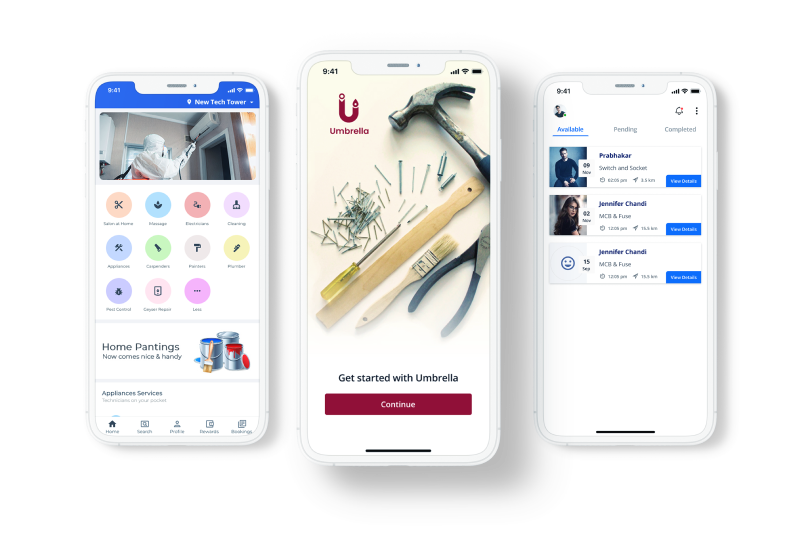 9:41
New Tech Tower
Salon at Home
Massage
Electricians
Cleaning
Appliances
Carpenders
Painters
Plumber
Pest Control
Geyser Repair
Less
Home Pantings
Now comes nice & handy
Appliances Services
Technicians on your pocket
Home
Search
Profile
Rewards
Bookings
9:41
Umbrella
Get started with Umbrella
Continue
9:41
Available
Pending
Completed
Prabhakar
09
Nov
Switch and Socket
02:05 pm
3.5 km
View Details
Jennifer Chandi
02
Nov
MCB & Fuse
12:05 pm
15.5 km
View Details
Jennifer Chandi
15
Sep
MCB & Fuse
12:05 pm
15.5 km
View Details